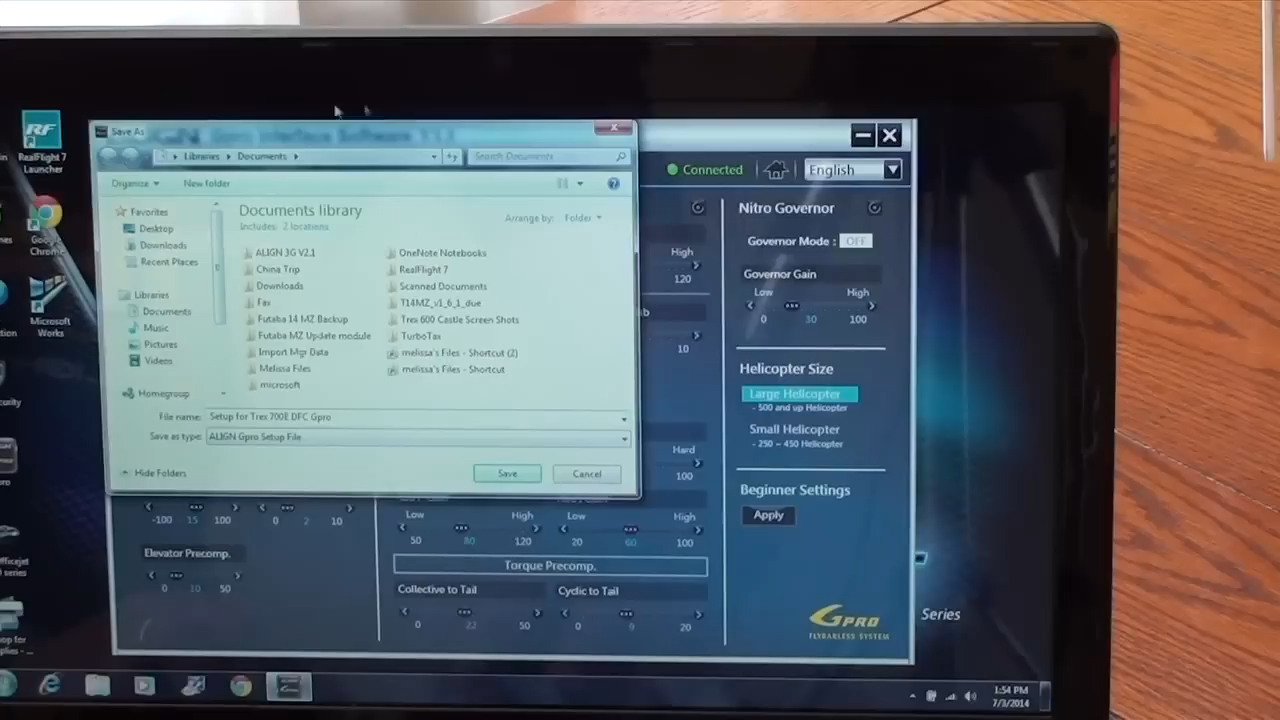 RF
RealFlight 7
Launcher
Chrome
Microsoft
Works
Save As
Gpro Interface Software
Libraries
Documents
Search Documents
Organize
New folder
Favorites
Desktop
Downloads
Recent Places
Libraries
Documents
Music
Pictures
Videos
Homegroup
Documents library
Includes: 2 locations
Arrange by: Folder
ALIGN 3G V2.1
China Trip
Downloads
Fax
Futaba 14 MZ Backup
Futaba MZ Update module
Import Mgr Data
Melissa Files
microsoft
OneNote Notebooks
RealFlight 7
Scanned Documents
T14MZ_v1_6_1_due
Trex 600 Castle Screen Shots
TurboTax
melissa's Files - Shortcut (2)
melissa's Files - Shortcut
File name: Setup for Trex 700E DFC Gpro
Save as type: ALIGN Gpro Setup File
Hide Folders
Save
Cancel
Connected
English
High
120
10
Hard
100
Nitro Governor
Governor Mode : OFF
Governor Gain
Low High
0 30 100
Helicopter Size
Large Helicopter
- 500 and up Helicopter
Small Helicopter
- 250 ~ 450 Helicopter
Beginner Settings
Apply
-100 15 100
0 2 10
Elevator Precomp.
0 10 50
Low High
50 80 120
Low High
20 60 100
Torque Precomp.
Collective to Tail
0 22 50
Cyclic to Tail
0 20
GPRO
FLYBARLESS SYSTEM
Series
1:54 PM
7/3/2014